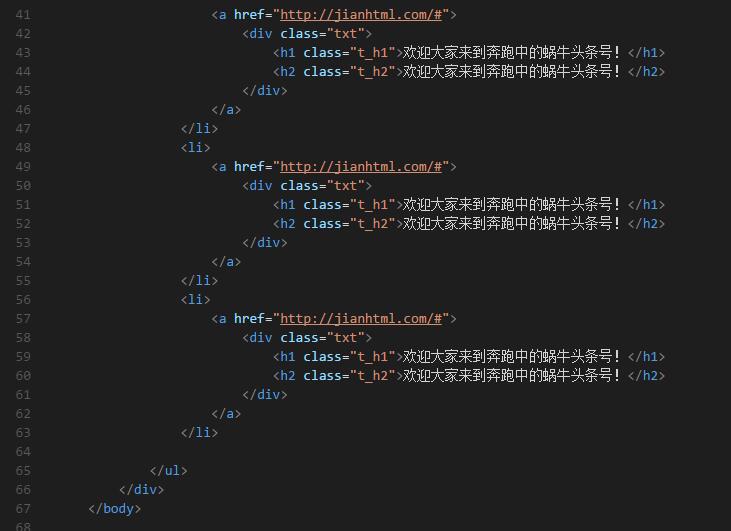 41 <a href="http://jianhtml.com/#">
42 <div class="txt">
43 <h1 class="t_h1">欢迎大家来到奔跑中的蜗牛头条号！</h1>
44 <h2 class="t_h2">欢迎大家来到奔跑中的蜗牛头条号！</h2>
45 </div>
46 </a>
47 </li>
48 <li>
49 <a href="http://jianhtml.com/#">
50 <div class="txt">
51 <h1 class="t_h1">欢迎大家来到奔跑中的蜗牛头条号！</h1>
52 <h2 class="t_h2">欢迎大家来到奔跑中的蜗牛头条号！</h2>
53 </div>
54 </a>
55 </li>
56 <li>
57 <a href="http://jianhtml.com/#">
58 <div class="txt">
59 <h1 class="t_h1">欢迎大家来到奔跑中的蜗牛头条号！</h1>
60 <h2 class="t_h2">欢迎大家来到奔跑中的蜗牛头条号！</h2>
61 </div>
62 </a>
63 </li>
64
65 </ul>
66 </div>
67 </body>
68